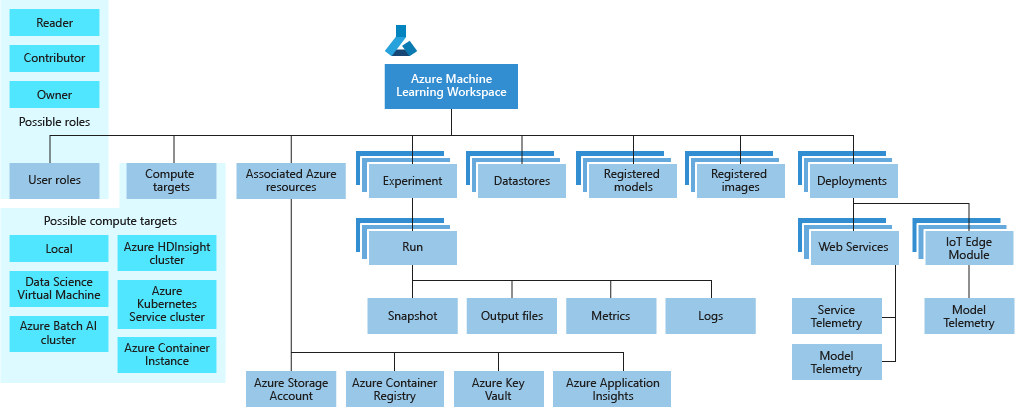 Reader
Contributor
Owner
Possible roles
Azure Machine
Learning Workspace
User roles
Compute
targets
Associated Azure
resources
Experiment
Datastores
Registered
models
Registered
images
Deployments
Possible compute targets
Local
Azure HDInsight
cluster
Data Science
Virtual Machine
Azure
Kubernetes
Service cluster
Azure Batch AI
cluster
Azure Container
Instance
Run
Web Services
IoT Edge
Module
Snapshot
Output files
Metrics
Logs
Service
Telemetry
Model
Telemetry
Model
Telemetry
Azure Storage
Account
Azure Container
Registry
Azure Key
Vault
Azure Application
Insights